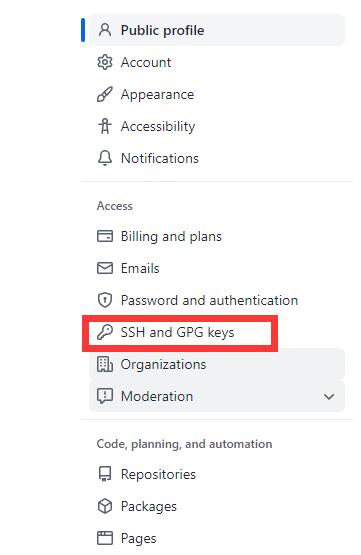 Public profile
Account
Appearance
Accessibility
Notifications
Access
Billing and plans
Emails
Password and authentication
SSH and GPG keys
Organizations
Moderation
Code, planning, and automation
Repositories
Packages
Pages